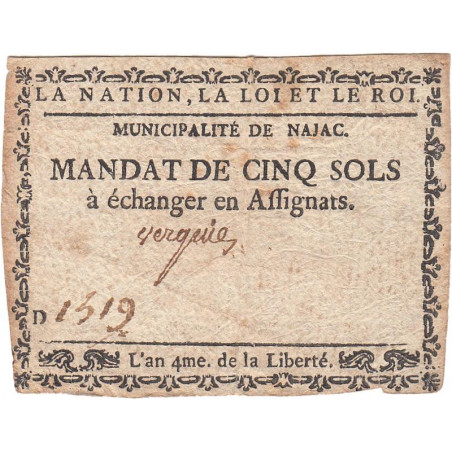 LA NATION, LA LOI ET LE ROI.
MUNICIPALITÉ DE NAJAC.
MANDAT DE CINQ SOLS
à échanger en Aſſignats.
verguies
D 1519
L'an 4me. de la Liberté.